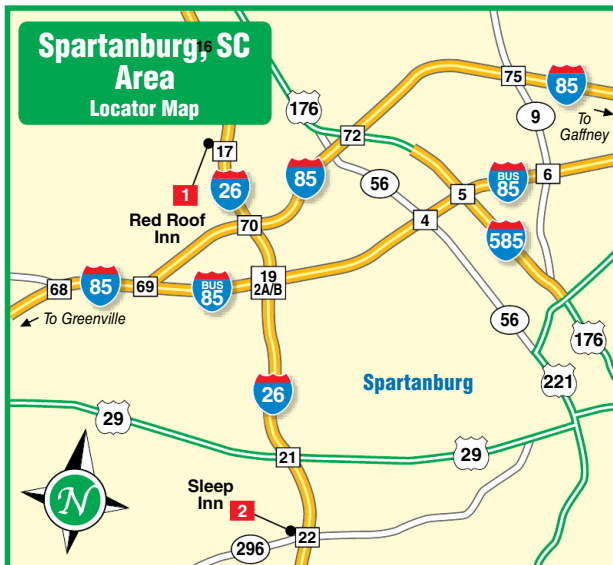 Spartanburg, SC
Area
Locator Map
16
176
75
85
To
Gaffney
9
72
17
1
26
85
56
BUS
85
6
5
Red Roof
Inn
70
4
585
68
85
69
BUS
85
19
2A/B
To Greenville
56
176
Spartanburg
221
26
29
29
21
N
Sleep
Inn
2
22
296